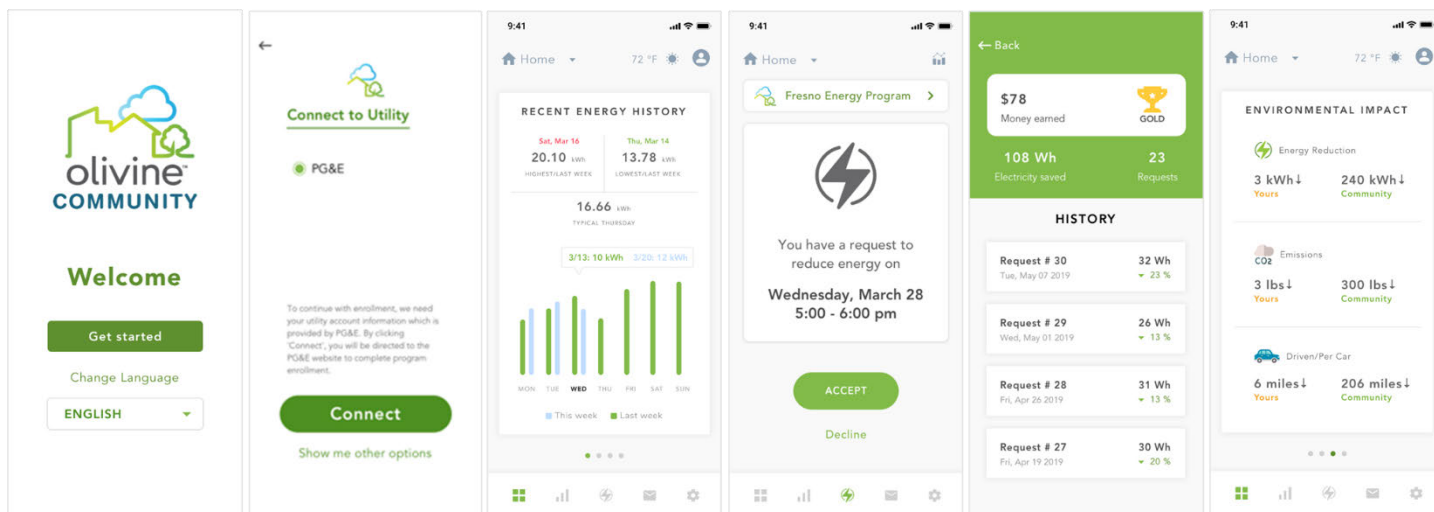 olivine™
COMMUNITY
Welcome
Get started
Change Language
ENGLISH
Connect to Utility
PG&E
To continue with enrollment, we need
your utility account information which is
provided by PG&E. By clicking
'Connect', you will be directed to the
PG&E website to complete program
enrollment.
Connect
Show me other options
9:41
Home
72 °F
RECENT ENERGY HISTORY
Sat, Mar 16
Thu, Mar 14
20.10 kWh
13.78 kWh
HIGHEST/LAST WEEK
LOWEST/LAST WEEK
16.66 kWh
TYPICAL THURSDAY
3/13: 10 kWh 3/20: 12 kWh
MON TUE WED THU FRI SAT SUN
This week Last week
9:41
Home
Fresno Energy Program
You have a request to
reduce energy on
Wednesday, March 28
5:00 - 6:00 pm
ACCEPT
Decline
Back
$78
Money earned
GOLD
108 Wh
23
Electricity saved
Requests
HISTORY
Request # 30 32 Wh
Tue, May 07 2019 23 %
Request # 29 26 Wh
Wed, May 01 2019 13 %
Request # 28 31 Wh
Fri, Apr 26 2019 13 %
Request # 27 30 Wh
Fri, Apr 19 2019 20 %
9:41
Home
72 °F
ENVIRONMENTAL IMPACT
Energy Reduction
3 kWh↓ 240 kWh↓
Yours Community
CO2 Emissions
3 lbs↓ 300 lbs↓
Yours Community
Driven/Per Car
6 miles↓ 206 miles↓
Yours Community